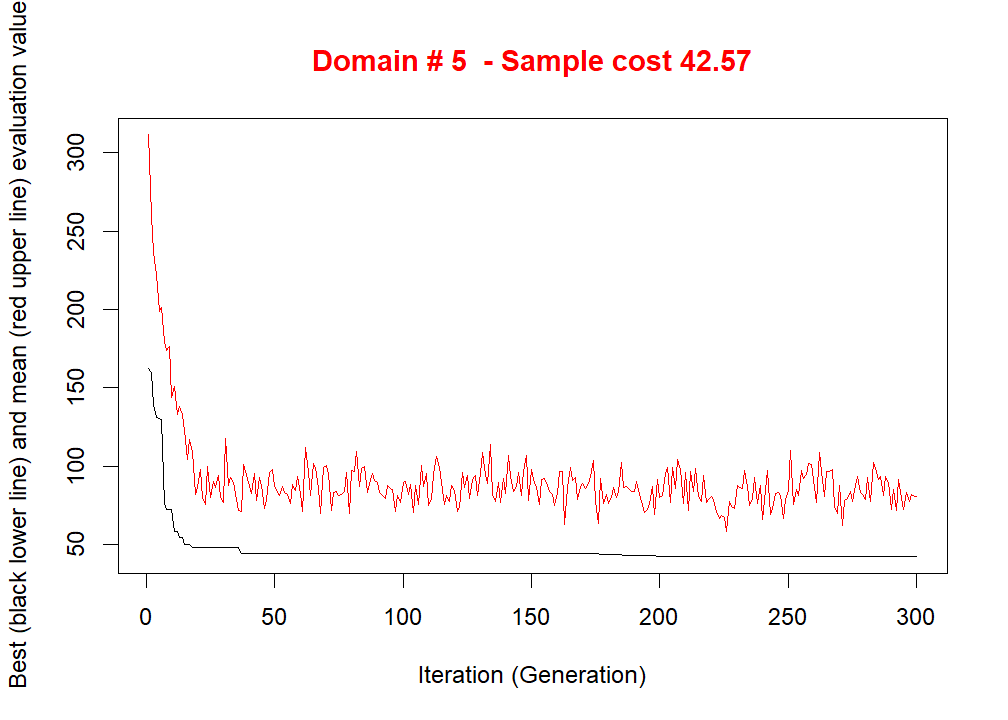 Domain # 5  - Sample cost 42.57
Best (black lower line) and mean (red upper line) evaluation value
300
250
200
150
100
50
0 50 100 150 200 250 300
Iteration (Generation)